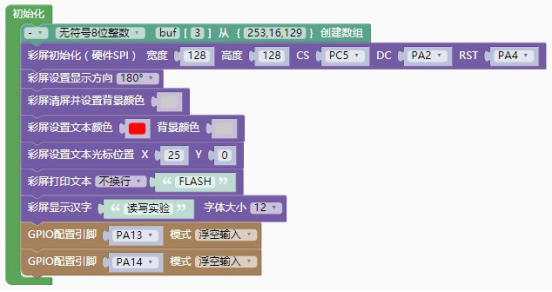 初始化
- 无符号8位整数 buf [ 3 ] 从 { 253,16,129 } 创建数组
彩屏初始化(硬件SPI) 宽度 128 高度 128 CS PC5 DC PA2 RST PA4
彩屏设置显示方向 180°
彩屏清屏并设置背景颜色
彩屏设置文本颜色 背景颜色
彩屏设置文本光标位置 X 25 Y 0
彩屏打印文本 不换行 “ FLASH ”
彩屏显示汉字 “ 读写实验 ” 字体大小 12
GPIO配置引脚 PA13 模式 浮空输入
GPIO配置引脚 PA14 模式 浮空输入